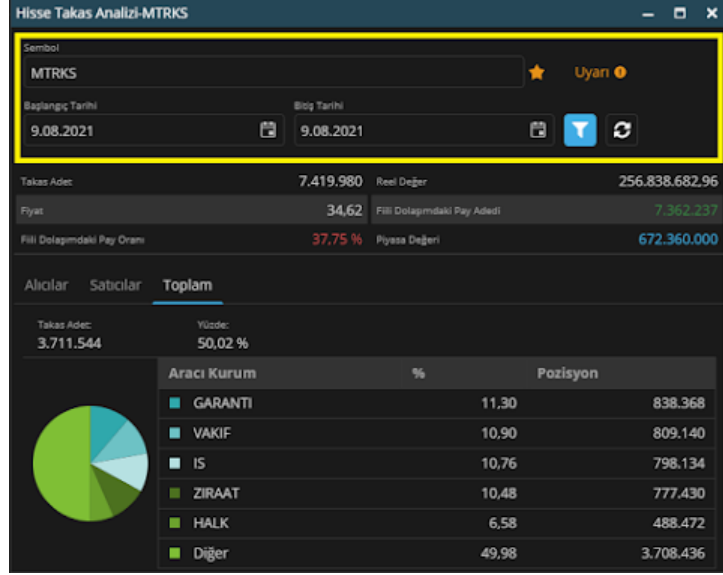 Hisse Takas Analizi-MTRKS
Sembol
MTRKS
Uyarı
Başlangıç Tarihi Bitiş Tarihi
9.08.2021 9.08.2021
Takas Adet: 7.419.980 Reel Değer 256.838.682,96
Fiyat 34,62 Fiili Dolaşımdaki Pay Adedi 7.362.237
Fiili Dolaşımdaki Pay Oranı 37,75 % Piyasa Değeri 672.360.000
Alıcılar Satıcılar Toplam
Takas Adet: Yüzde:
3.711.544 50,02 %
Aracı Kurum % Pozisyon
GARANTI 11,30 838.368
VAKIF 10,90 809.140
IS 10,76 798.134
ZIRAAT 10,48 777.430
HALK 6,58 488.472
Diğer 49,98 3.708.436